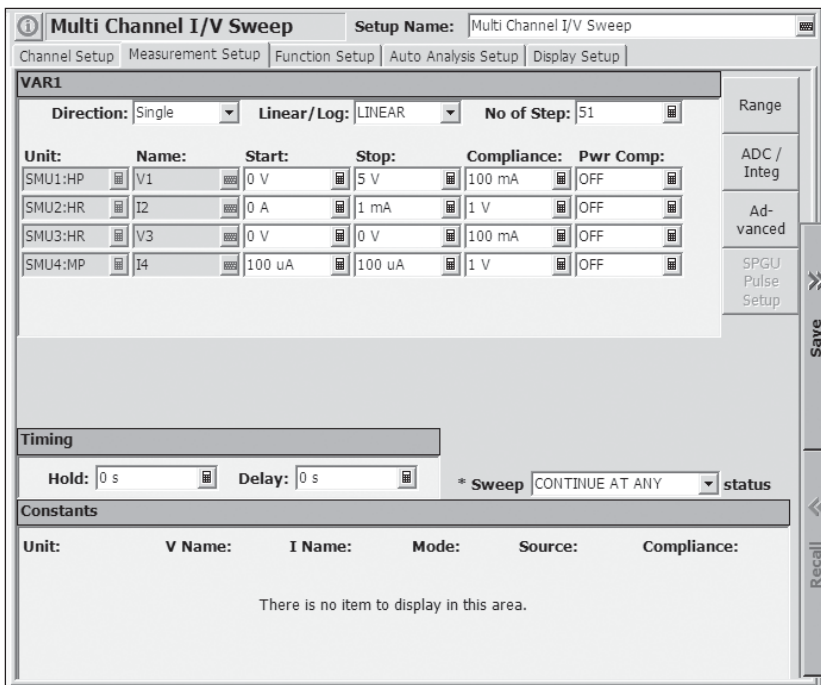 Multi Channel I/V Sweep Setup Name: Multi Channel I/V Sweep
Channel Setup Measurement Setup Function Setup Auto Analysis Setup Display Setup
VAR1
Direction: Single Linear/Log: LINEAR No of Step: 51
Unit: Name: Start: Stop: Compliance: Pwr Comp:
SMU1:HP V1 0 V 5 V 100 mA OFF
SMU2:HR I2 0 A 1 mA 1 V OFF
SMU3:HR V3 0 V 0 V 100 mA OFF
SMU4:MP I4 100 uA 100 uA 1 V OFF
Range
ADC /
Integ
Ad-
vanced
SPGU
Pulse
Setup
Save
Recall
Timing
Hold: 0 s Delay: 0 s * Sweep CONTINUE AT ANY status
Constants
Unit: V Name: I Name: Mode: Source: Compliance:
There is no item to display in this area.